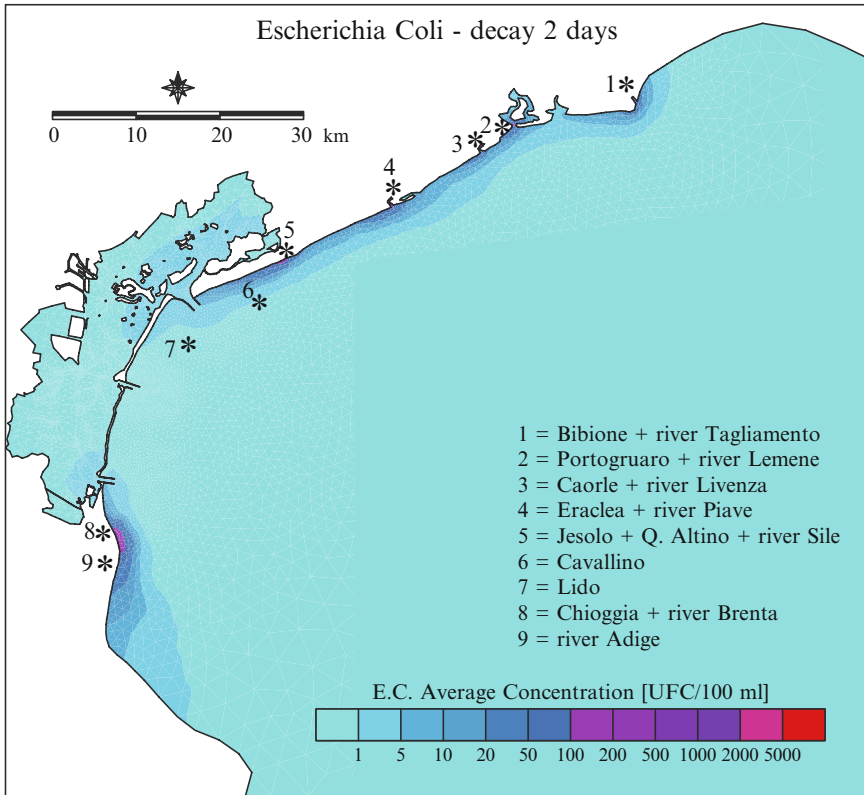 Escherichia Coli - decay 2 days
0 15 30 km
1
2
3
4
5
6
7
8
9
1 = Bibione + river Tagliamento
2 = Portogruaro + river Lemene
3 = Caorle + river Livenza
4 = Eraclea + river Piave
5 = Jesolo + Q. Altino + river Sile
6 = Cavallino
7 = Lido
8 = Chioggia + river Brenta
9 = river Adige
E.C. Average Concentration [UFC/100 ml]
1 5 10 20 50 100 200 500 1000 2000 5000